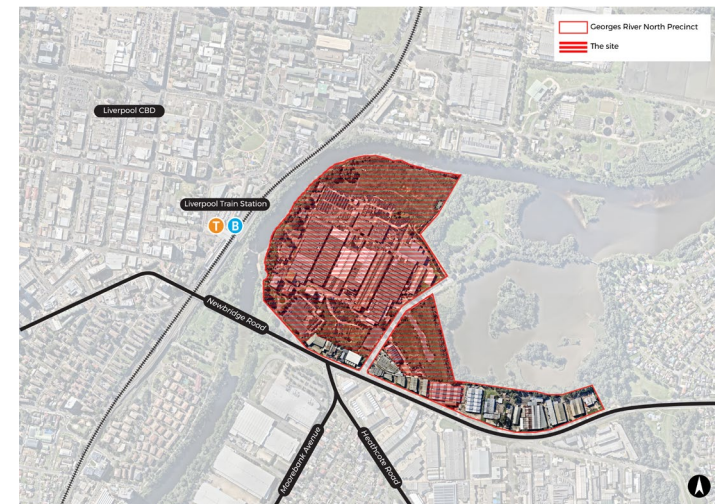 Georges River North Precinct
The site
Liverpool CBD
Liverpool Train Station
T B
Newbridge Road
Moorebank Avenue
Heathcote Road